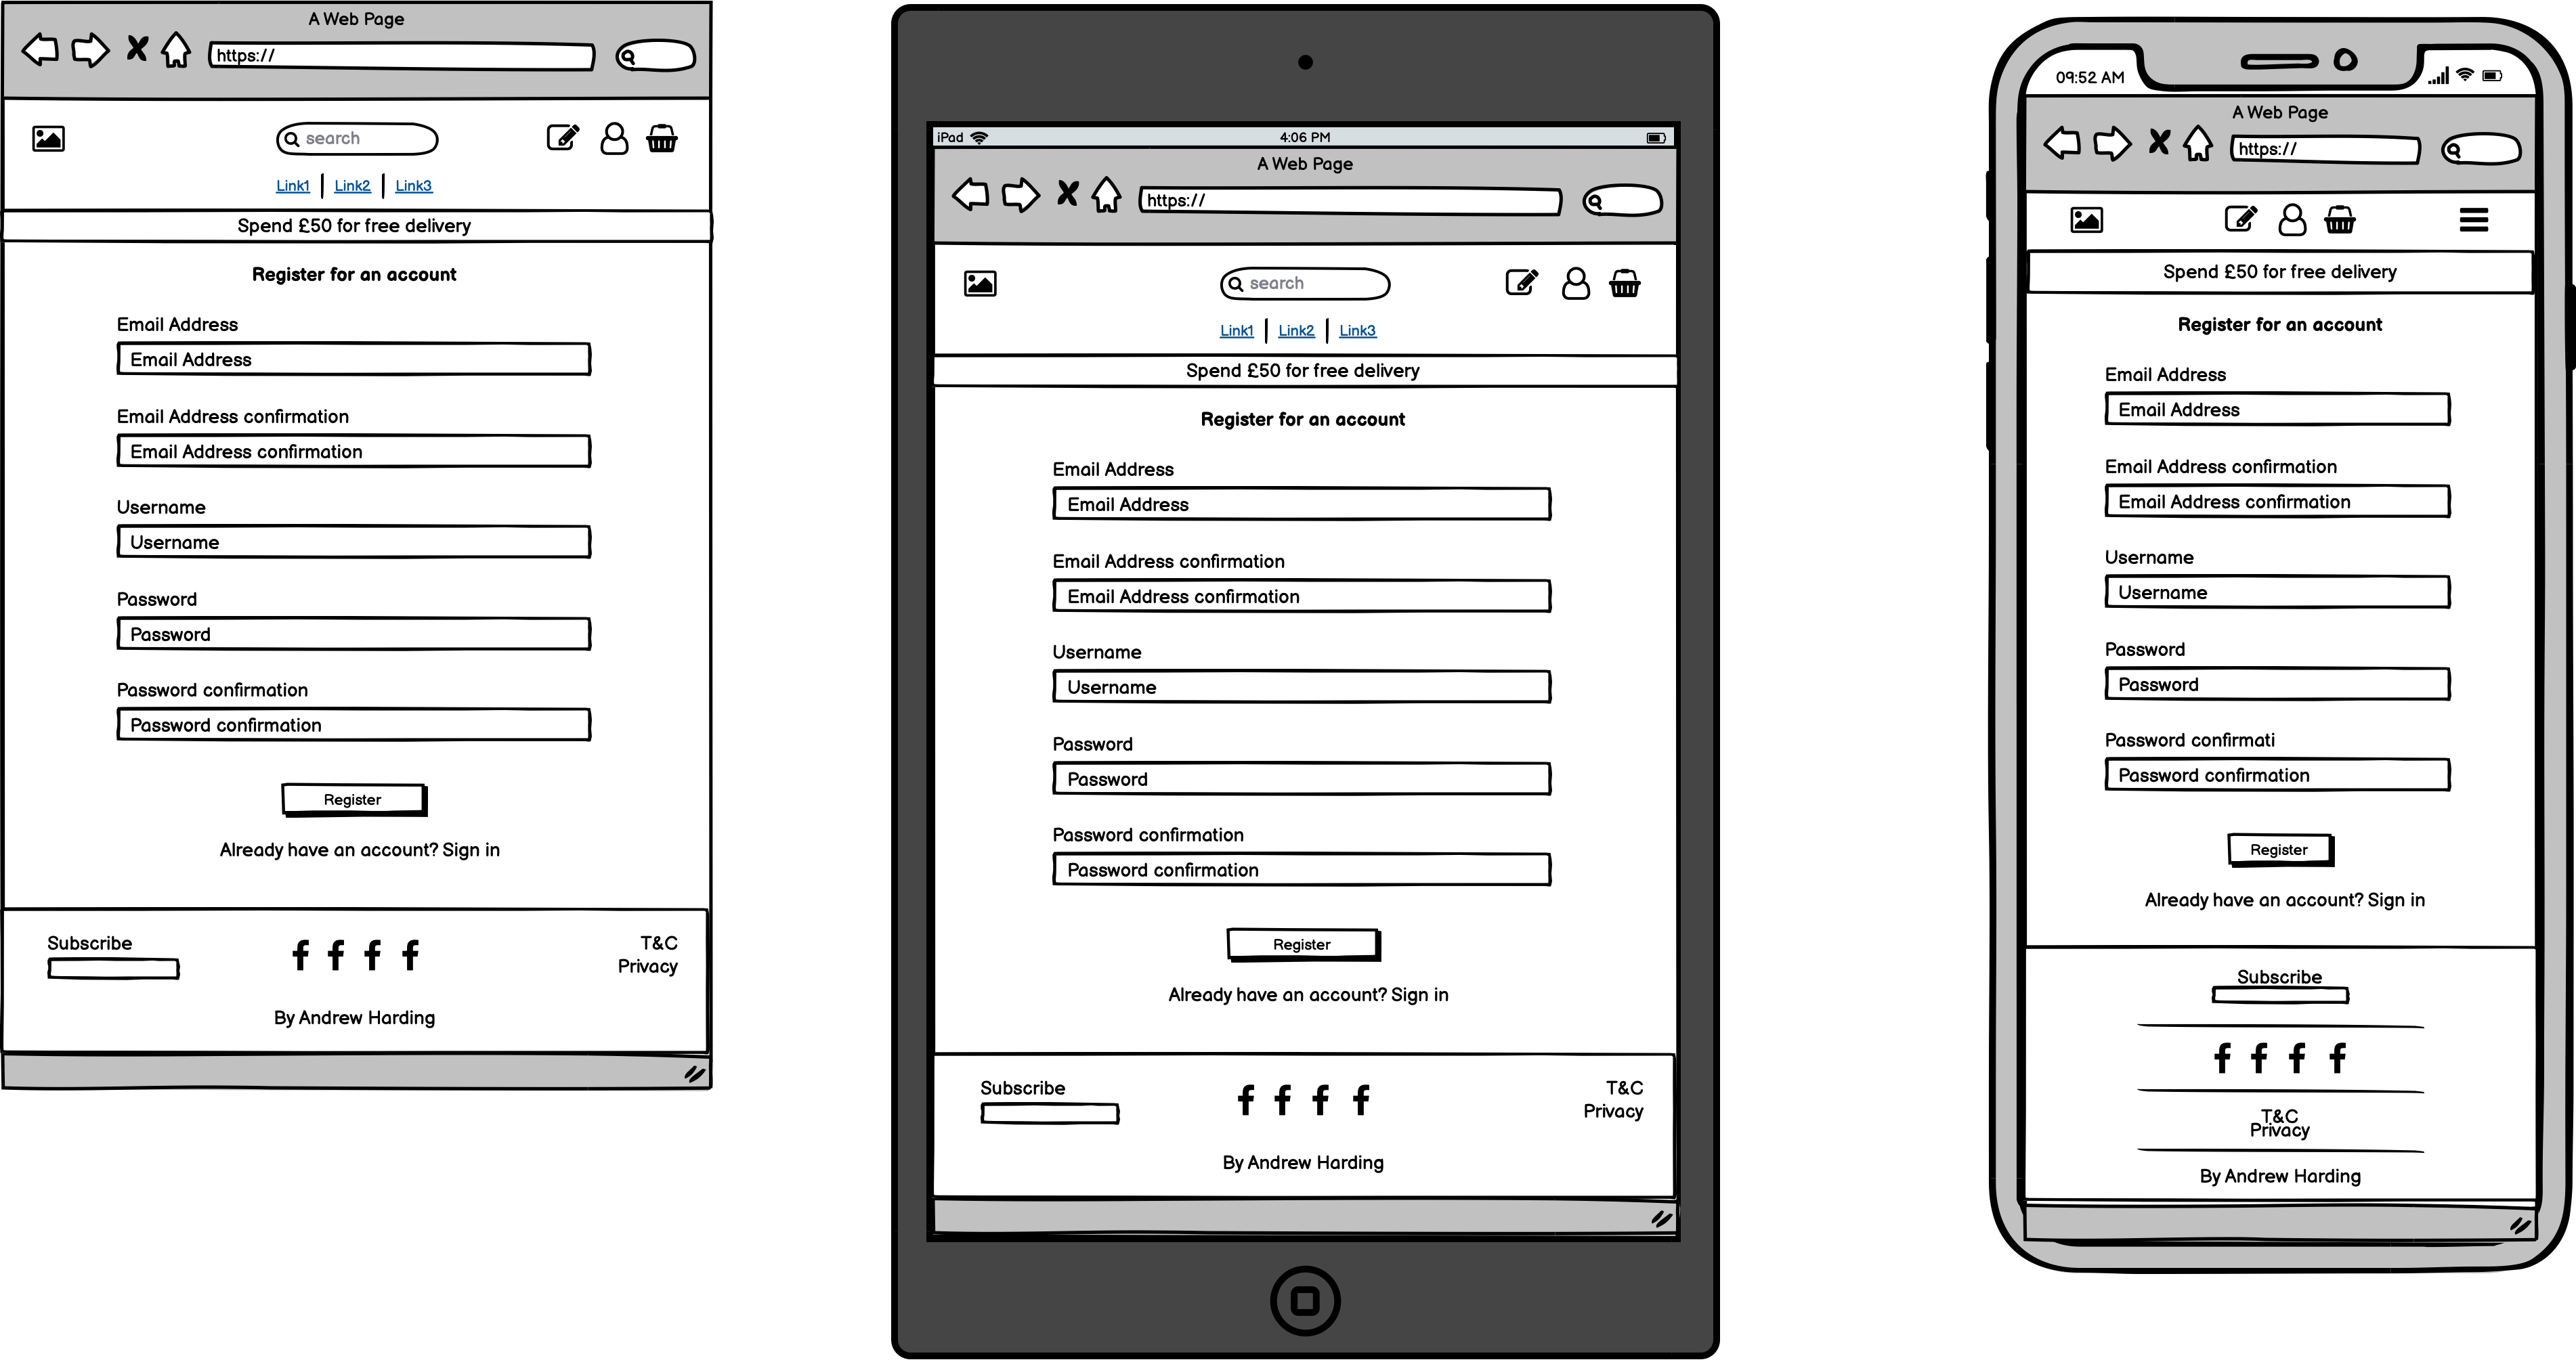 A Web Page
https://
search
Link1 Link2 Link3
Spend £50 for free delivery
Register for an account
Email Address
Email Address
Email Address confirmation
Email Address confirmation
Username
Username
Password
Password
Password confirmation
Password confirmation
Register
Already have an account? Sign in
Subscribe
T&C
Privacy
By Andrew Harding
iPad 4:06 PM
A Web Page
https://
search
Link1 Link2 Link3
Spend £50 for free delivery
Register for an account
Email Address
Email Address
Email Address confirmation
Email Address confirmation
Username
Username
Password
Password
Password confirmation
Password confirmation
Register
Already have an account? Sign in
Subscribe
T&C
Privacy
By Andrew Harding
09:52 AM
A Web Page
https://
Spend £50 for free delivery
Register for an account
Email Address
Email Address
Email Address confirmation
Email Address confirmation
Username
Username
Password
Password
Password confirmati
Password confirmation
Register
Already have an account? Sign in
Subscribe
T&C
Privacy
By Andrew Harding